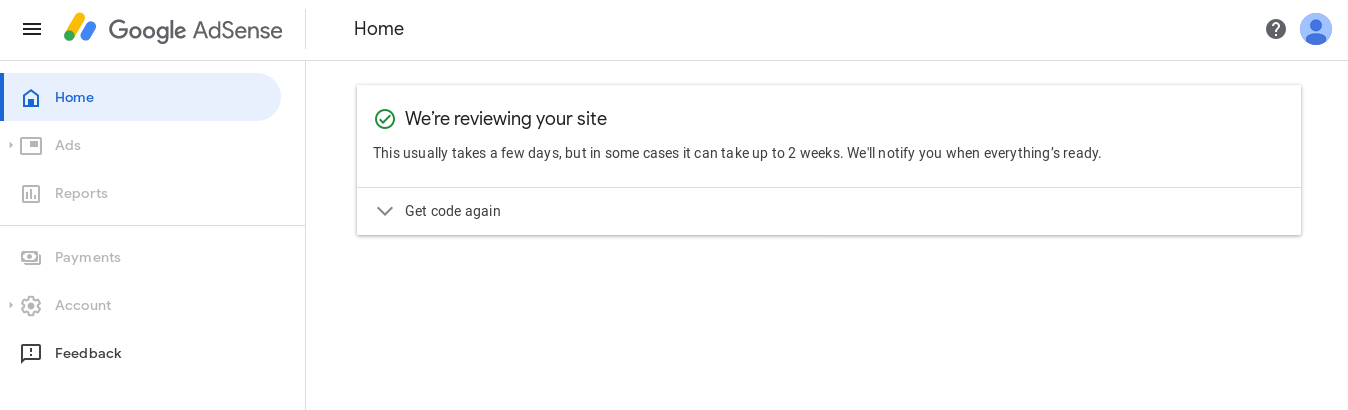 Google AdSense
Home
Home
Ads
Reports
Payments
Account
Feedback
We’re reviewing your site
This usually takes a few days, but in some cases it can take up to 2 weeks. We'll notify you when everything’s ready.
Get code again